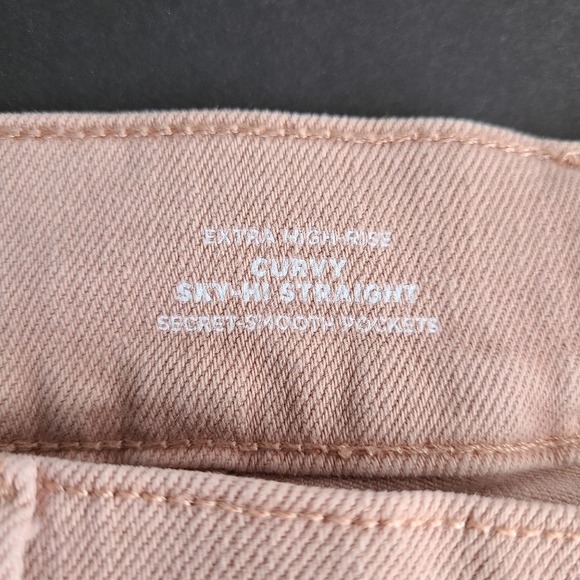 EXTRA HIGH-RISE
CURVY
SKY-HI STRAIGHT
SECRET-SMOOTH POCKETS